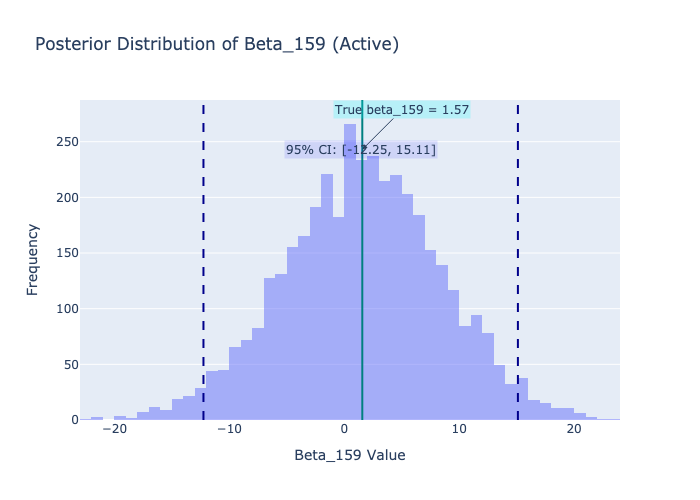 Posterior Distribution of Beta_159 (Active)
True beta_159 = 1.57
95% CI: [-12.25, 15.11]
250
200
150
100
50
0
Frequency
−20
−10
0
10
20
Beta_159 Value